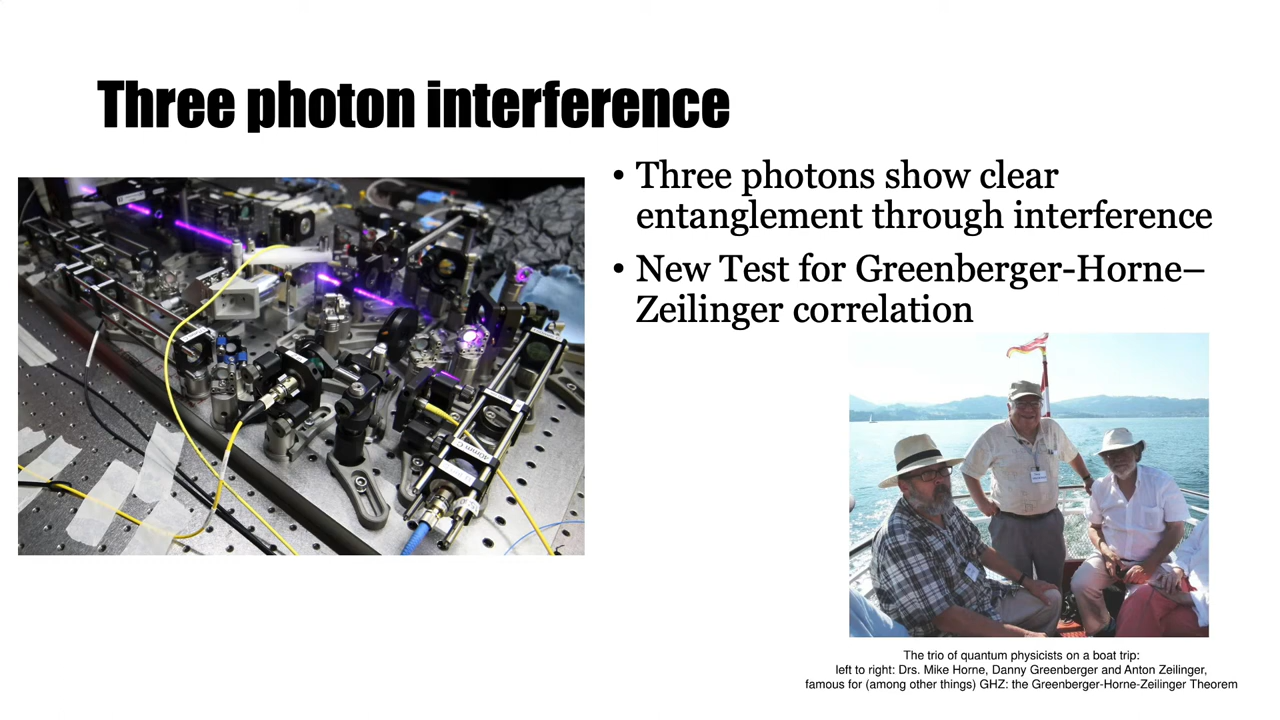 Three photon interference
• Three photons show clear
entanglement through interference
• New Test for Greenberger-Horne–
Zeilinger correlation
The trio of quantum physicists on a boat trip:
left to right: Drs. Mike Horne, Danny Greenberger and Anton Zeilinger,
famous for (among other things) GHZ: the Greenberger-Horne-Zeilinger Theorem